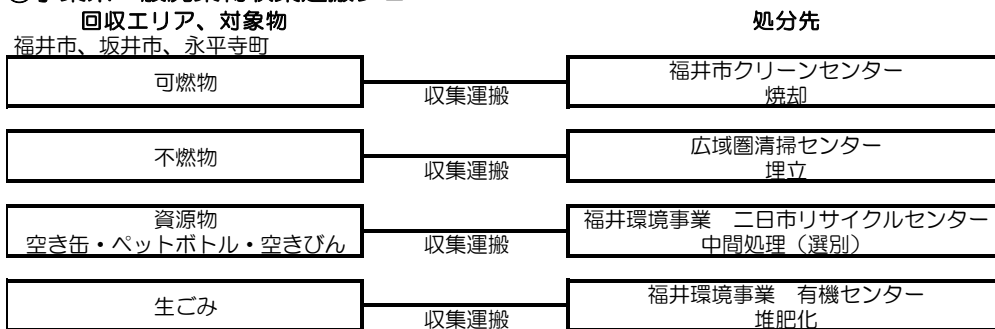 回収エリア、対象物
処分先
福井市、坂井市、永平寺町
可燃物
収集運搬
福井市クリーンセンター
焼却
不燃物
収集運搬
広域圏清掃センター
埋立
資源物
空き缶・ペットボトル・空きびん
収集運搬
福井環境事業 二日市リサイクルセンター
中間処理（選別）
生ごみ
収集運搬
福井環境事業 有機センター
堆肥化